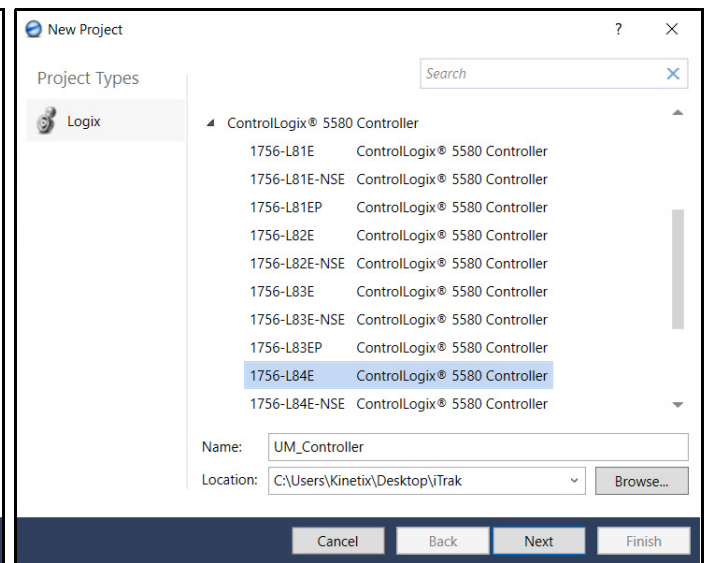 New Project
?
Project Types
Search
Logix
ControlLogix® 5580 Controller
1756-L81E ControlLogix® 5580 Controller
1756-L81E-NSE ControlLogix® 5580 Controller
1756-L81EP ControlLogix® 5580 Controller
1756-L82E ControlLogix® 5580 Controller
1756-L82E-NSE ControlLogix® 5580 Controller
1756-L83E ControlLogix® 5580 Controller
1756-L83E-NSE ControlLogix® 5580 Controller
1756-L83EP ControlLogix® 5580 Controller
1756-L84E ControlLogix® 5580 Controller
1756-L84E-NSE ControlLogix® 5580 Controller
Name: UM_Controller
Location: C:\Users\Kinetix\Desktop\iTrak Browse...
Cancel Back Next Finish